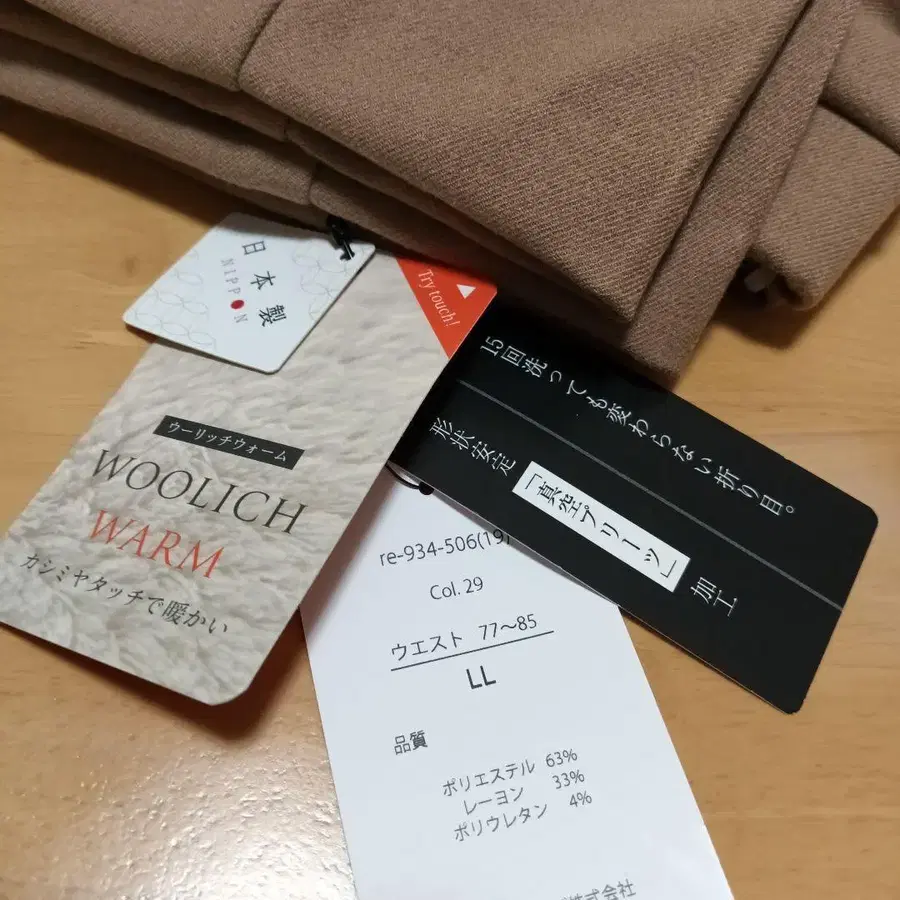 日本製
NIPPON
Try touch!
ウーリッチウォーム
WOOLICH
WARM
カシミヤタッチで暖かい
15回洗っても変わらない折り目。
形状安定「真空プリーツ」加工
re-934-506(19)
Col.29
ウエスト 77～85
LL
品質
ポリエステル 63%
レーヨン 33%
ポリウレタン 4%
株式会社